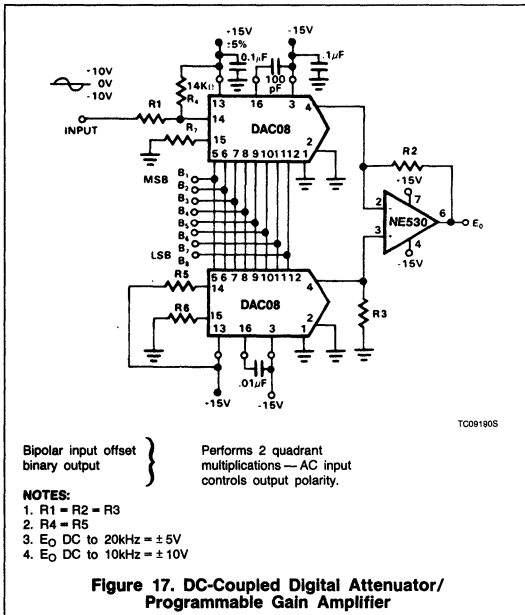 -15V
±5%
-15V
0.1μF
.1μF
-10V
0V
-10V
14KΩ
R4
100
pF
R1
INPUT
13
16
3
4
14
DAC08
R7
15
2
5 6 7 8 9 10 11 12
1
R2
MSB
B1
B2
B3
B4
B5
B6
B7
LSB
B8
-15V
7
2
-
NE530
6
E0
3
+
4
-15V
R5
5 6 7 8 9 10 11 12
14
4
DAC08
R6
15
2
13
16
3
1
R3
.01μF
-15V
-15V
TC09190S
Bipolar input offset
binary output
Performs 2 quadrant
multiplications — AC input
controls output polarity.
NOTES:
1. R1 = R2 = R3
2. R4 = R5
3. EO DC to 20kHz = ± 5V
4. EO DC to 10kHz = ± 10V
Figure 17. DC-Coupled Digital Attenuator/
Programmable Gain Amplifier